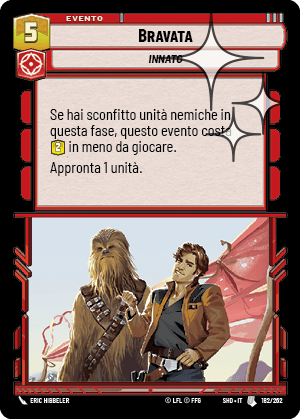 EVENTO
5
BRAVATA
INNATO
Se hai sconfitto unità nemiche in
questa fase, questo evento costa
2 in meno da giocare.
Appronta 1 unità.
ERIC HIBBELER © LFL © FFG SHD • IT 182/262